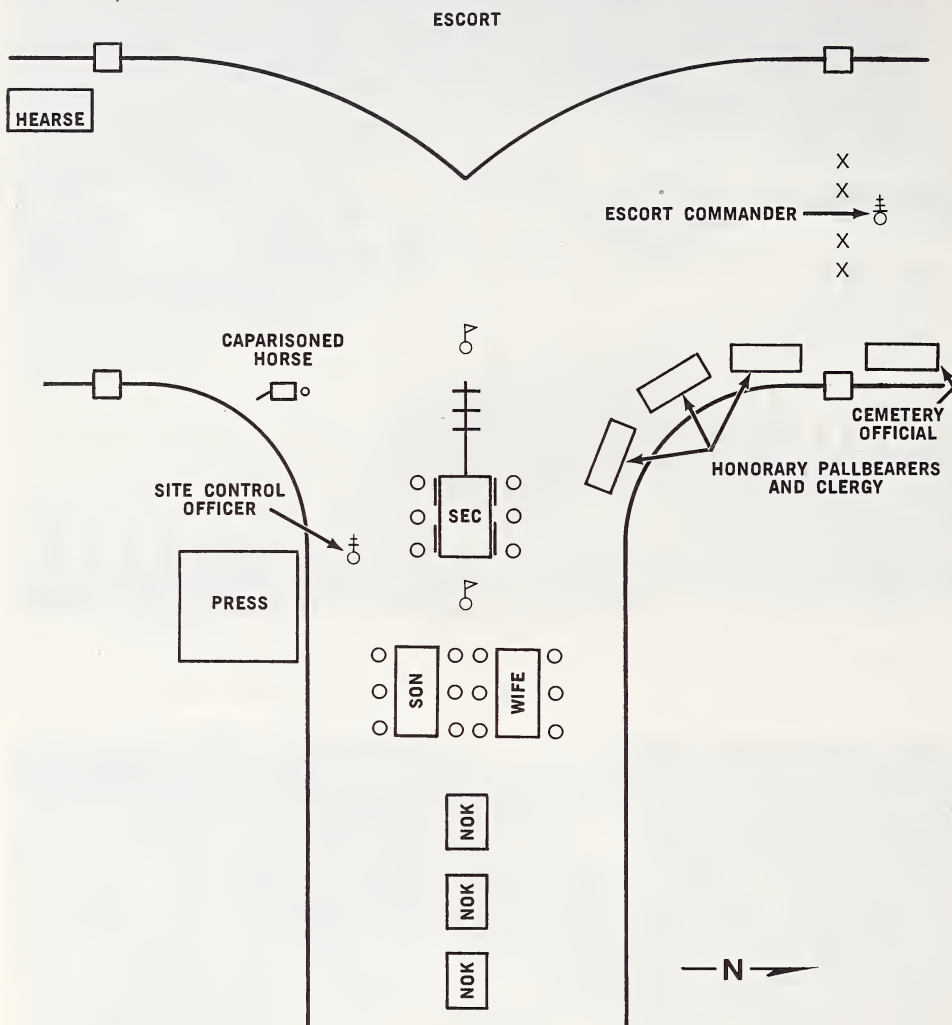 ESCORT
HEARSE
X
X
ESCORT COMMANDER
X
X
CAPARISONED
HORSE
CEMETERY
OFFICIAL
HONORARY PALLBEARERS
AND CLERGY
SITE CONTROL
OFFICER
SEC
PRESS
SON
WIFE
NOK
NOK
NOK
N